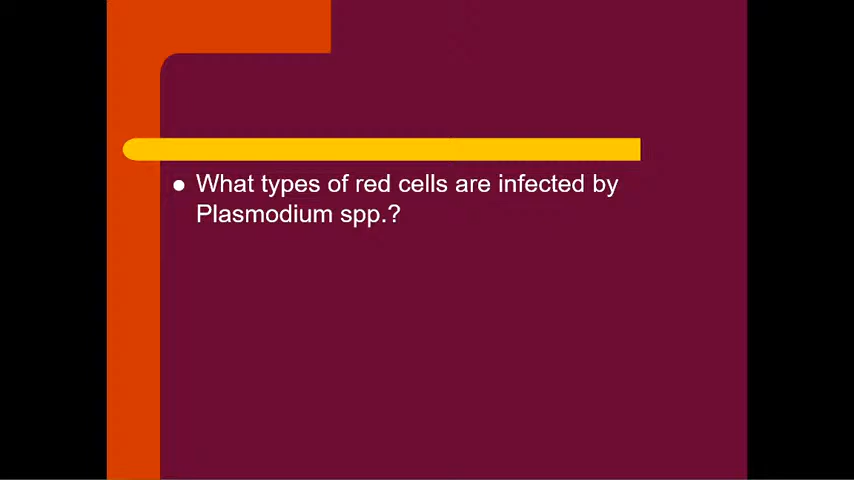 What types of red cells are infected by
Plasmodium spp.?